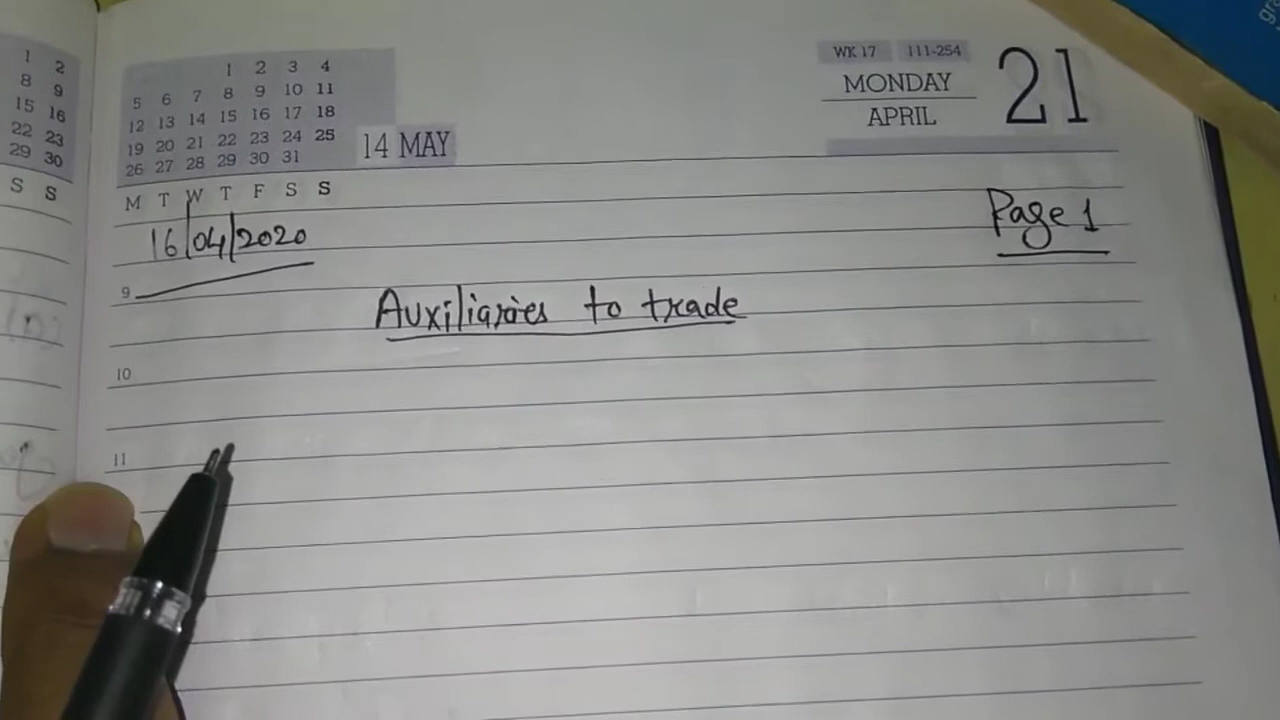 1 2
8 9
15 16
22 23
29 30
S S
1 2 3 4
5 6 7 8 9 10 11
12 13 14 15 16 17 18
19 20 21 22 23 24 25
26 27 28 29 30 31
M T W T F S S
14 MAY
WK 17 111-254
MONDAY
APRIL
21
16/04/2020
Page 1
9
Auxiliaries to trade
10
11